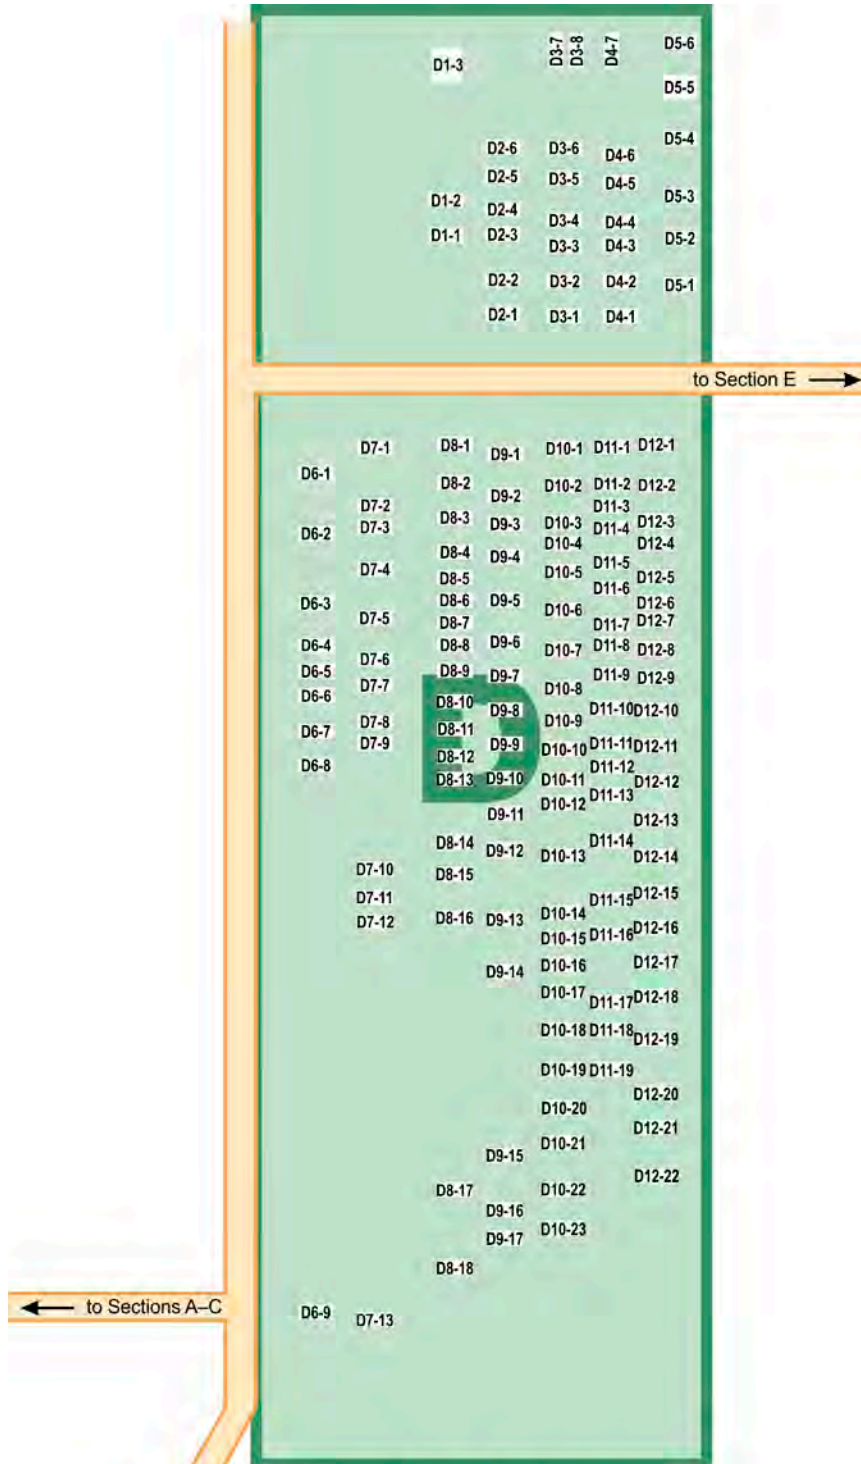 D3-7
D3-8
D4-7
D5-6
D1-3
D5-5
D5-4
D2-6
D3-6
D4-6
D2-5
D3-5
D4-5
D5-3
D1-2
D2-4
D3-4
D4-4
D1-1
D2-3
D3-3
D4-3
D5-2
D2-2
D3-2
D4-2
D5-1
D2-1
D3-1
D4-1
to Section E
D6-1
D6-2
D6-3
D6-4
D6-5
D6-6
D6-7
D6-8
D6-9
D7-1
D7-2
D7-3
D7-4
D7-5
D7-6
D7-7
D7-8
D7-9
D7-10
D7-11
D7-12
D7-13
D8-1
D8-2
D8-3
D8-4
D8-5
D8-6
D8-7
D8-8
D8-9
D8-10
D8-11
D8-12
D8-13
D8-14
D8-15
D8-16
D8-17
D8-18
D
D9-1
D9-2
D9-3
D9-4
D9-5
D9-6
D9-7
D9-8
D9-9
D9-10
D9-11
D9-12
D9-13
D9-14
D9-15
D9-16
D9-17
D10-1
D10-2
D10-3
D10-4
D10-5
D10-6
D10-7
D10-8
D10-9
D10-10
D10-11
D10-12
D10-13
D10-14
D10-15
D10-16
D10-17
D10-18
D10-19
D10-20
D10-21
D10-22
D10-23
D11-1
D11-2
D11-3
D11-4
D11-5
D11-6
D11-7
D11-8
D11-9
D11-10
D11-11
D11-12
D11-13
D11-14
D11-15
D11-16
D11-17
D11-18
D11-19
D12-1
D12-2
D12-3
D12-4
D12-5
D12-6
D12-7
D12-8
D12-9
D12-10
D12-11
D12-12
D12-13
D12-14
D12-15
D12-16
D12-17
D12-18
D12-19
D12-20
D12-21
D12-22
to Sections A–C